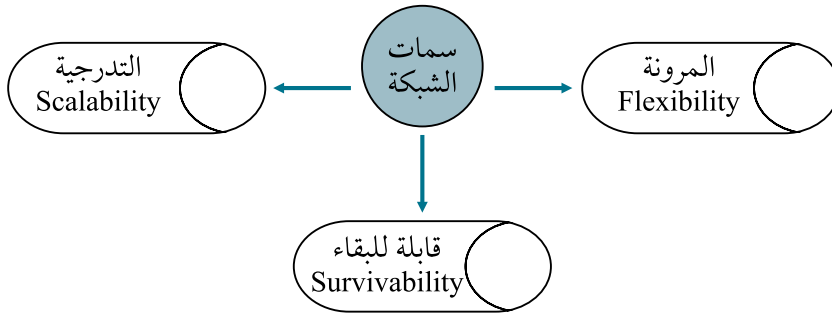 سمات
الشبكة
المرونة
Flexibility
التدرجية
Scalability
قابلة للبقاء
Survivability